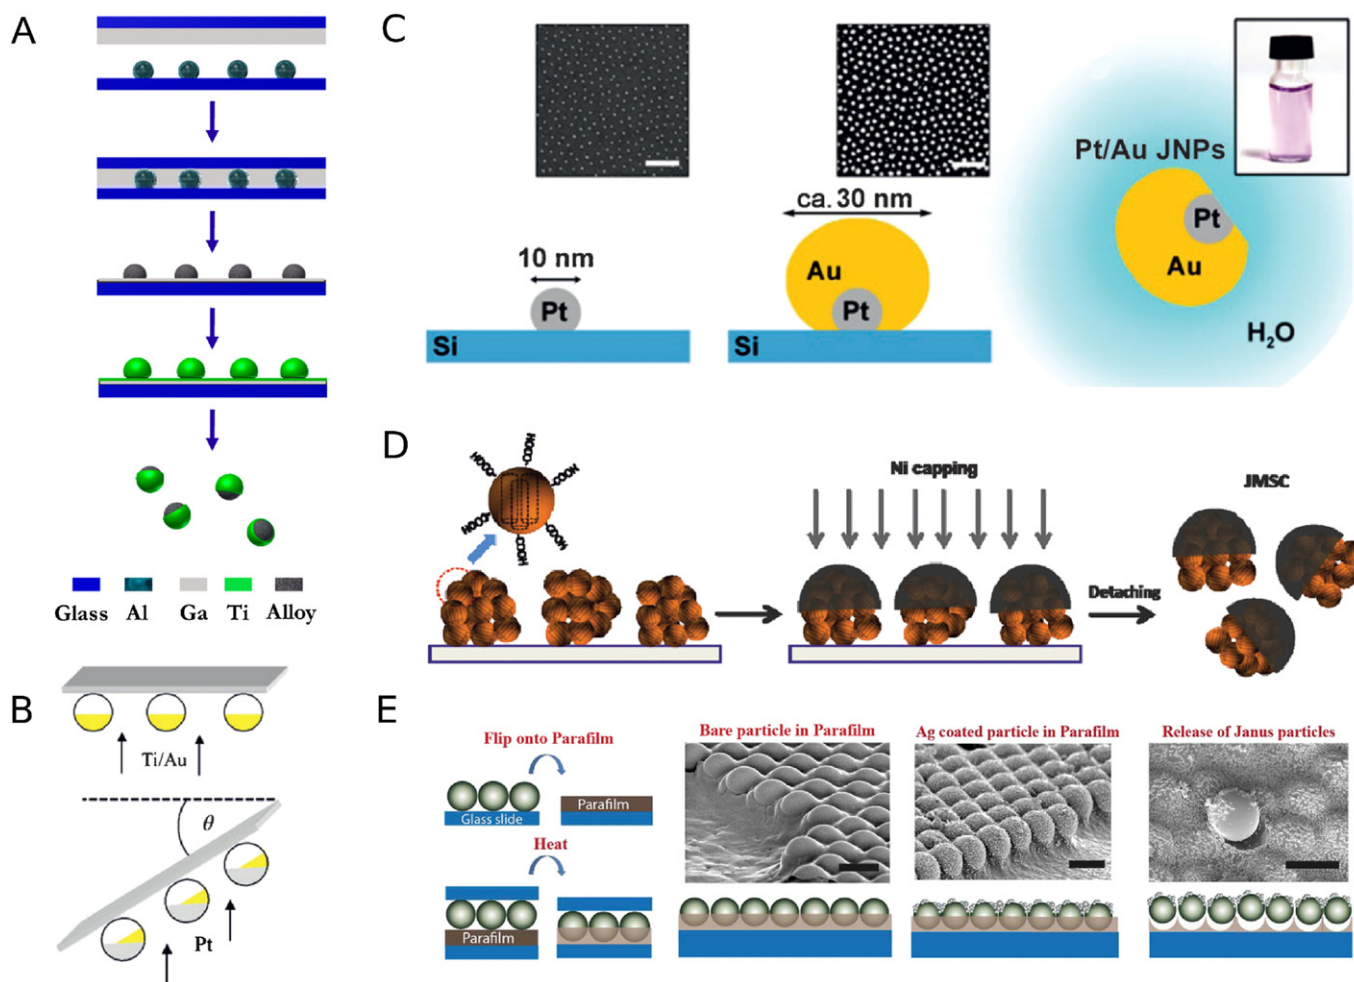 A
Glass Al Ga Ti Alloy
B
Ti/Au
θ
Pt
C
10 nm
Pt
Si
ca. 30 nm
Au
Pt
Si
Pt/Au JNPs
Pt
Au
H₂O
D
HOOC
HOOC
HOOC
COOH
COOH
COOH
COOH
Ni capping
Detaching
JMSC
E
Flip onto Parafilm
Parafilm
Glass slide
Heat
Parafilm
Bare particle in Parafilm
Ag coated particle in Parafilm
Release of Janus particles